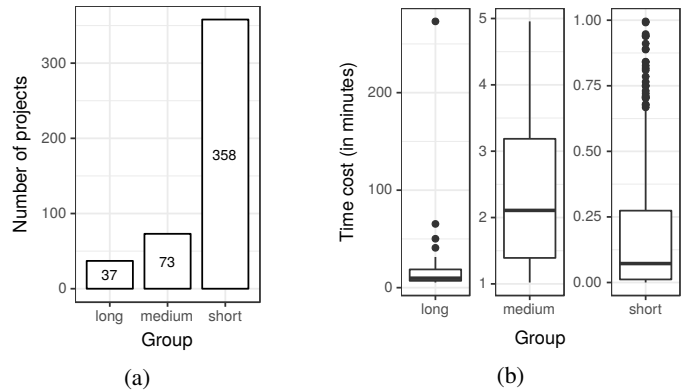 Number of projects
300
200
100
0
37
73
358
long medium short
Group
(a)
Time cost (in minutes)
200
100
0
long
5
4
3
2
1
medium
1.00
0.75
0.50
0.25
0.00
short
Group
(b)